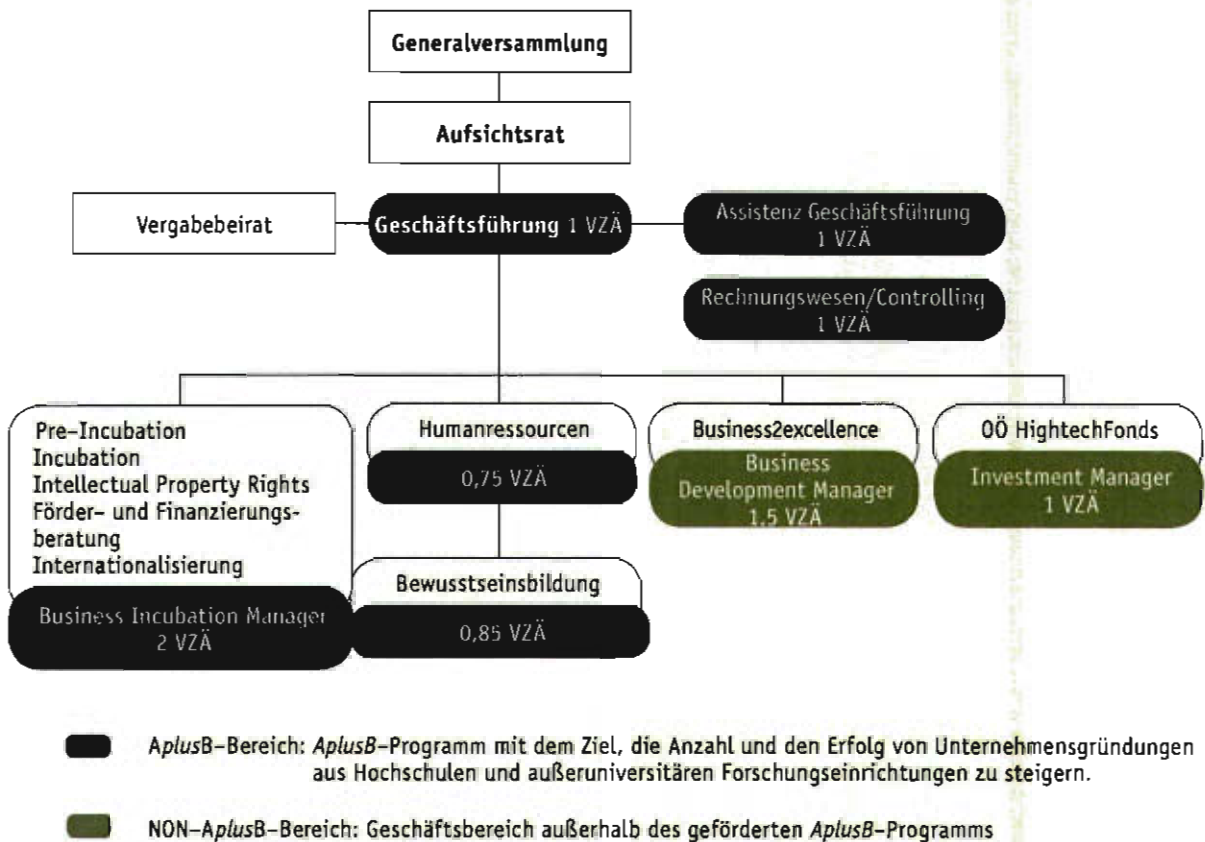 Generalversammlung
Aufsichtsrat
Vergabebeirat
Geschäftsführung 1 VZÄ
Assistenz Geschäftsführung
1 VZÄ
Rechnungswesen/Controlling
1 VZÄ
Pre-Incubation
Incubation
Intellectual Property Rights
Förder- und Finanzierungs-
beratung
Internationalisierung
Business Incubation Manager
2 VZÄ
Humanressourcen
0,75 VZÄ
Bewusstseinsbildung
0,85 VZÄ
Business2excellence
Business
Development Manager
1,5 VZÄ
OÖ HightechFonds
Investment Manager
1 VZÄ
AplusB-Bereich: AplusB-Programm mit dem Ziel, die Anzahl und den Erfolg von Unternehmensgründungen
aus Hochschulen und außeruniversitären Forschungseinrichtungen zu steigern.
NON-AplusB-Bereich: Geschäftsbereich außerhalb des geförderten AplusB-Programms